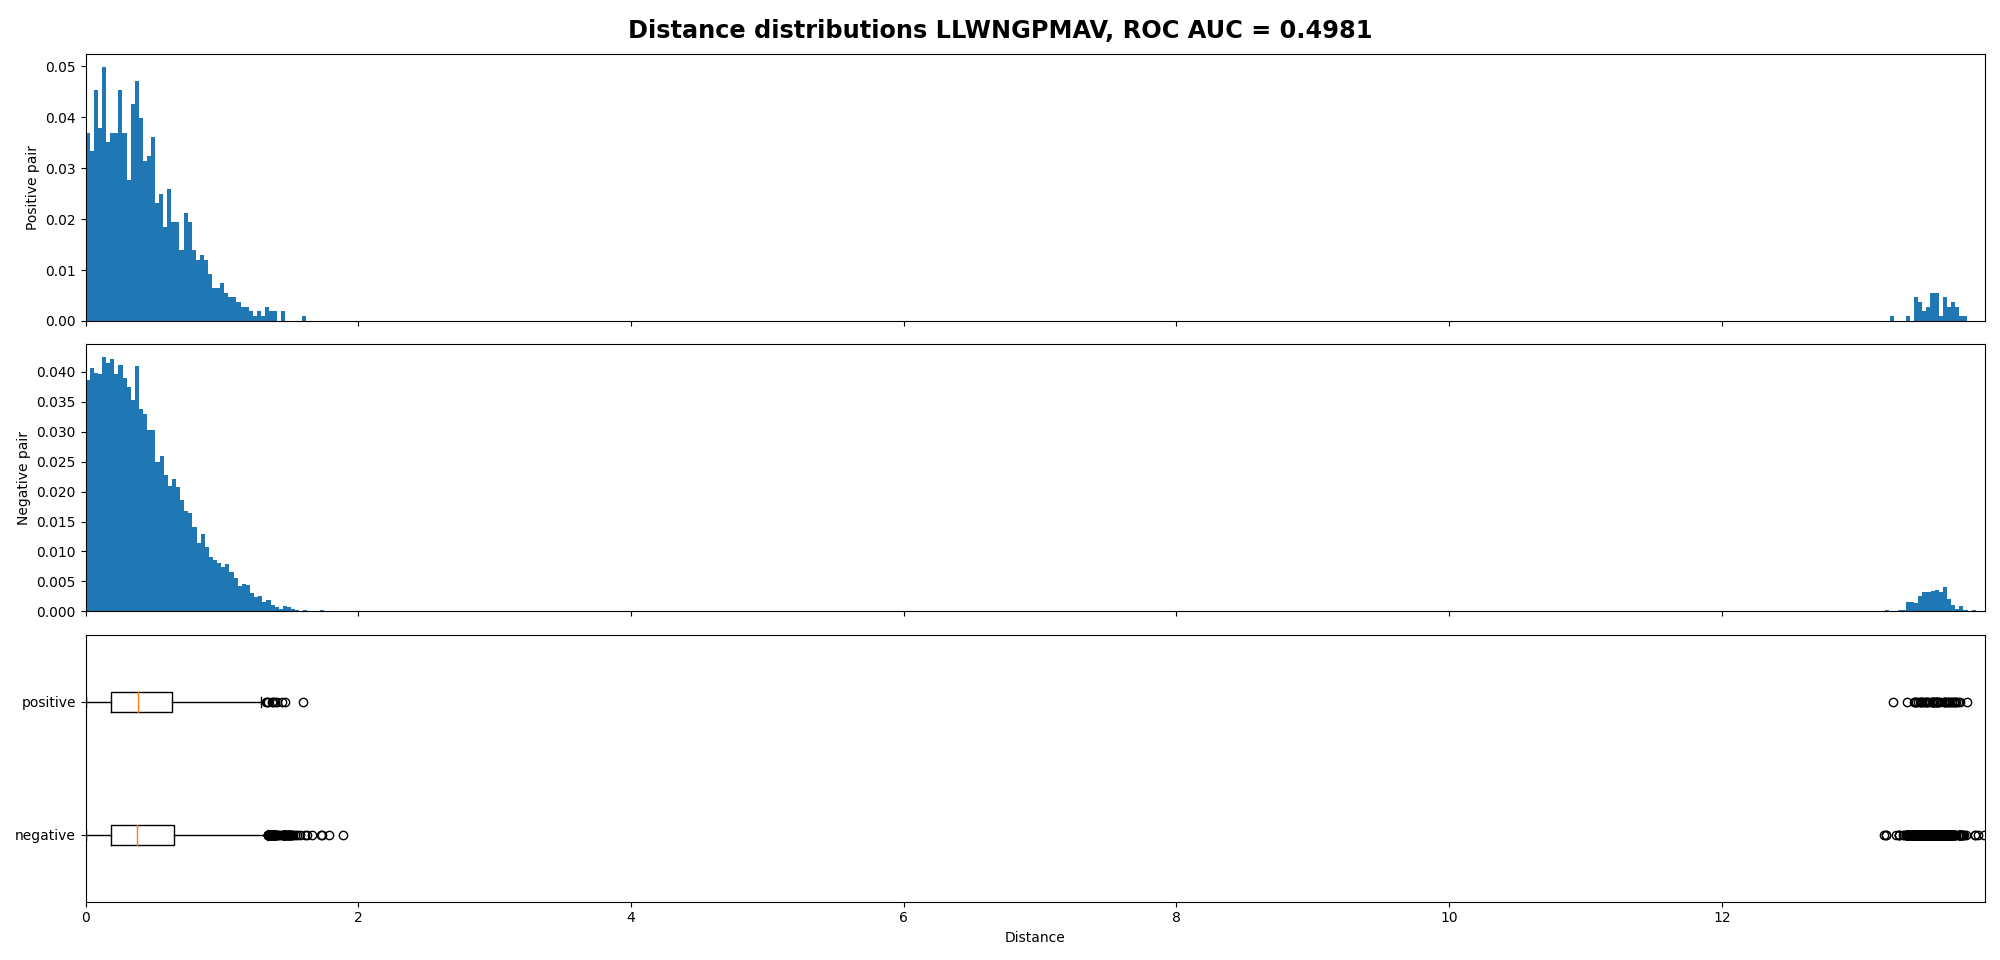 Distance distributions LLWNGPMAV, ROC AUC = 0.4981
0.05
0.04
0.03
0.02
0.01
0.00
Positive pair
0.040
0.035
0.030
0.025
0.020
0.015
0.010
0.005
0.000
Negative pair
positive
negative
0 2 4 6 8 10 12
Distance